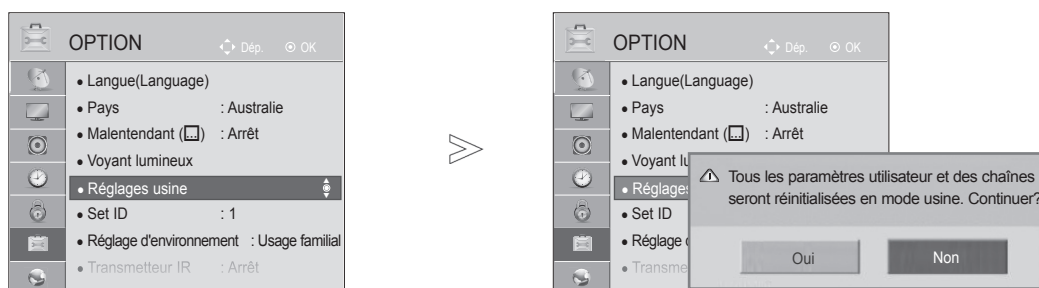 OPTION
Dép. OK
Langue(Language)
Pays : Australie
Malentendant (...) : Arrêt
Voyant lumineux
Réglages usine
Set ID : 1
Réglage d'environnement : Usage familial
Transmetteur IR : Arrêt
OPTION
Dép. OK
Langue(Language)
Pays : Australie
Malentendant (...) : Arrêt
Voyant lu
Réglages
Set ID
Réglage d
Transme
Tous les paramètres utilisateur et des chaînes
seront réinitialisées en mode usine. Continuer?
Oui Non